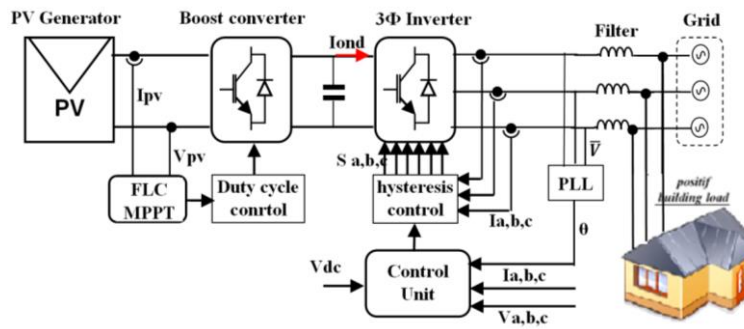 PV Generator
Boost converter
3Φ Inverter
Filter
Grid
Iond
PV
Ipv
Vpv
S a,b,c
V̅
FLC
MPPT
Duty cycle
conrtol
hysteresis
control
PLL
positif
building load
Ia,b,c
θ
Vdc
Control
Unit
Ia,b,c
Va,b,c